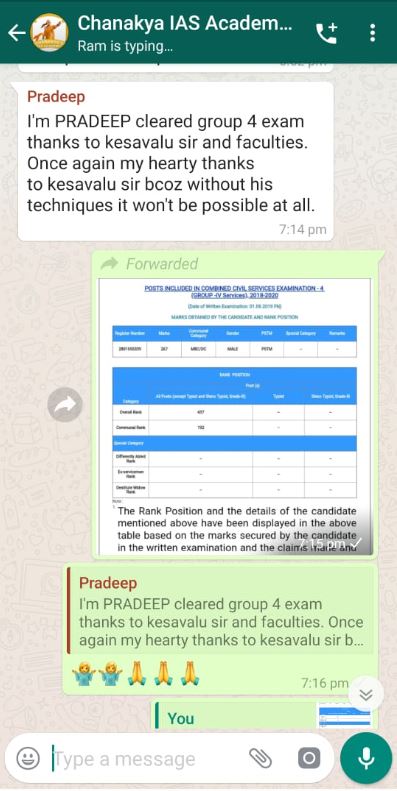 Chanakya IAS Academ...
Ram is typing...
Pradeep
I'm PRADEEP cleared group 4 exam
thanks to kesavalu sir and faculties.
Once again my hearty thanks
to kesavalu sir bcoz without his
techniques it won't be possible at all.
7:14 pm
Forwarded
POSTS INCLUDED IN COMBINED CIVIL SERVICES EXAMINATION - 4
(GROUP -IV Services), 2018-2020
(Date of Written Examination: 01.09.2019 FN)
MARKS OBTAINED BY THE CANDIDATE AND RANK POSITION
Register Number Marks Communal Category Gender PSTM Special Category Remarks
267 MBC/DC MALE PSTM - -
RANK POSITION
Post (s)
Category All Posts (except Typist and Steno Typist, Grade-III) Typist Steno Typist, Grade-III
Overall Rank - -
Communal Rank - -
Special Category
Differently Abled Rank - - -
Ex-servicemen Rank - - -
Destitute Widow Rank - - -
Note:
The Rank Position and the details of the candidate
mentioned above have been displayed in the above
table based on the marks secured by the candidate
in the written examination and the claims made and
7:15 pm
Pradeep
I'm PRADEEP cleared group 4 exam
thanks to kesavalu sir and faculties. Once
again my hearty thanks to kesavalu sir b...
7:16 pm
You
Type a message